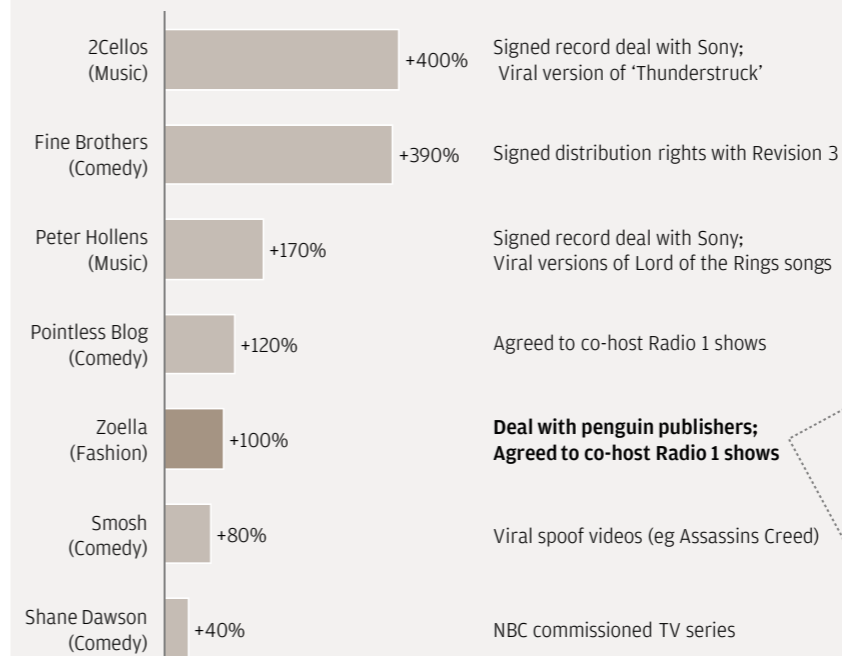 2Cellos
(Music)
+400%
Signed record deal with Sony;
Viral version of ‘Thunderstruck’
Fine Brothers
(Comedy)
+390%
Signed distribution rights with Revision 3
Peter Hollens
(Music)
+170%
Signed record deal with Sony;
Viral versions of Lord of the Rings songs
Pointless Blog
(Comedy)
+120%
Agreed to co-host Radio 1 shows
Zoella
(Fashion)
+100%
Deal with penguin publishers;
Agreed to co-host Radio 1 shows
Smosh
(Comedy)
+80%
Viral spoof videos (eg Assassins Creed)
Shane Dawson
(Comedy)
+40%
NBC commissioned TV series